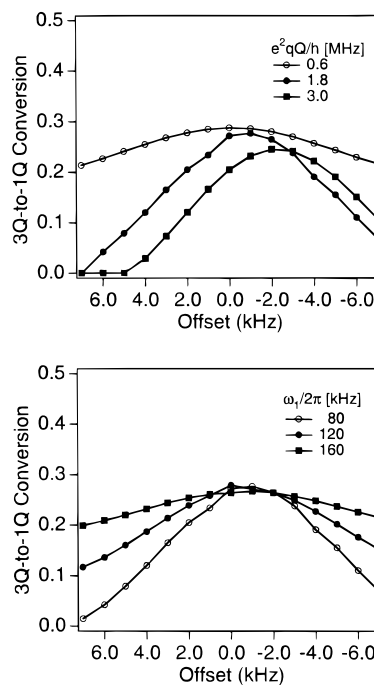 0.5
e²qQ/h [MHz]
0.6
1.8
3.0
0.4
0.3
0.2
0.1
0.0
3Q-to-1Q Conversion
6.0 4.0 2.0 0.0 -2.0 -4.0 -6.0
Offset (kHz)
0.5
ω₁/2π [kHz]
80
120
160
0.4
0.3
0.2
0.1
0.0
3Q-to-1Q Conversion
6.0 4.0 2.0 0.0 -2.0 -4.0 -6.0
Offset (kHz)